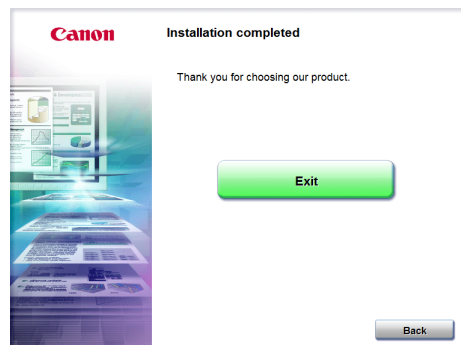 Canon
Installation completed
Thank you for choosing our product.
Exit
Back